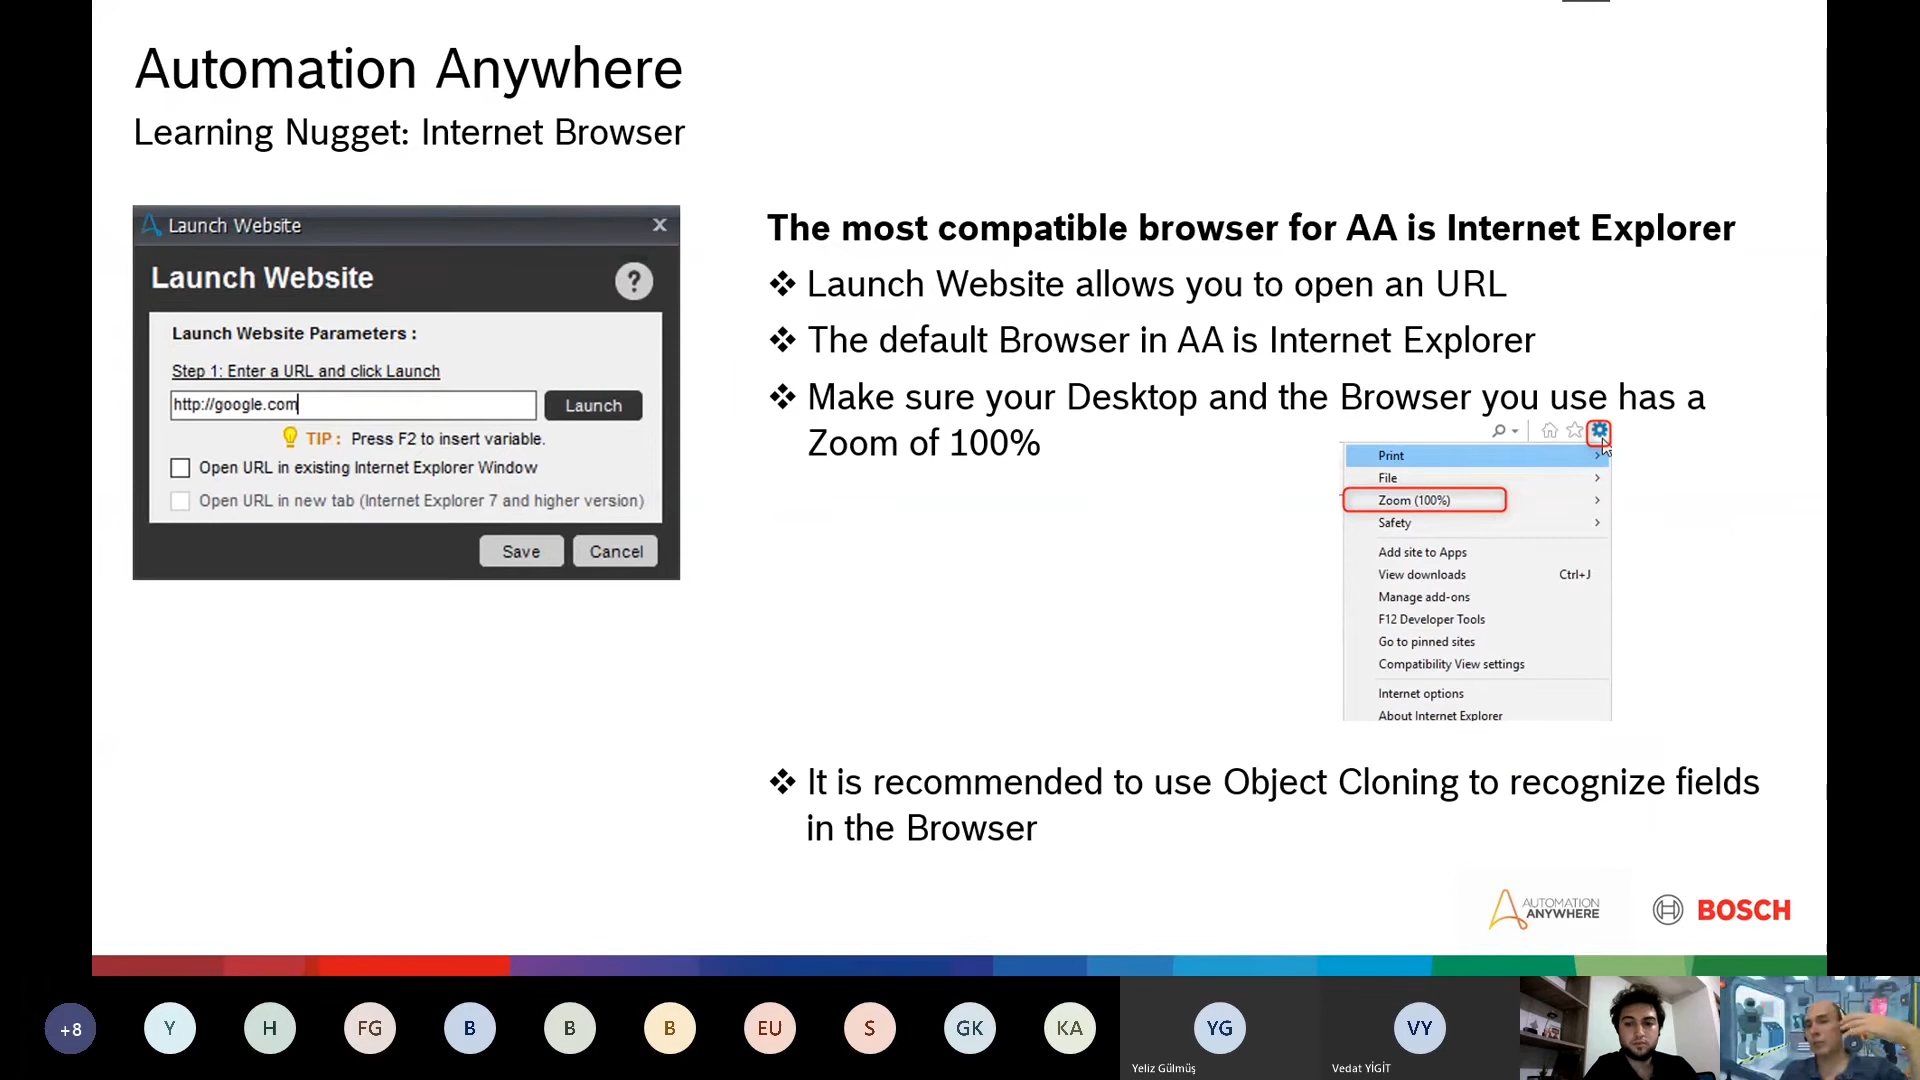 Automation Anywhere
Learning Nugget: Internet Browser
Launch Website
X
Launch Website
?
Launch Website Parameters :
Step 1: Enter a URL and click Launch
http://google.com
Launch
TIP : Press F2 to insert variable.
Open URL in existing Internet Explorer Window
Open URL in new tab (Internet Explorer 7 and higher version)
Save
Cancel
The most compatible browser for AA is Internet Explorer
❖ Launch Website allows you to open an URL
❖ The default Browser in AA is Internet Explorer
❖ Make sure your Desktop and the Browser you use has a
Zoom of 100%
Print
File
Zoom (100%)
Safety
Add site to Apps
View downloads Ctrl+J
Manage add-ons
F12 Developer Tools
Go to pinned sites
Compatibility View settings
Internet options
About Internet Explorer
❖ It is recommended to use Object Cloning to recognize fields
in the Browser
AUTOMATION
ANYWHERE
BOSCH
+8
Y
H
FG
B
B
B
EU
S
GK
KA
YG
Yeliz Gülmüş
VY
Vedat YİĞİT